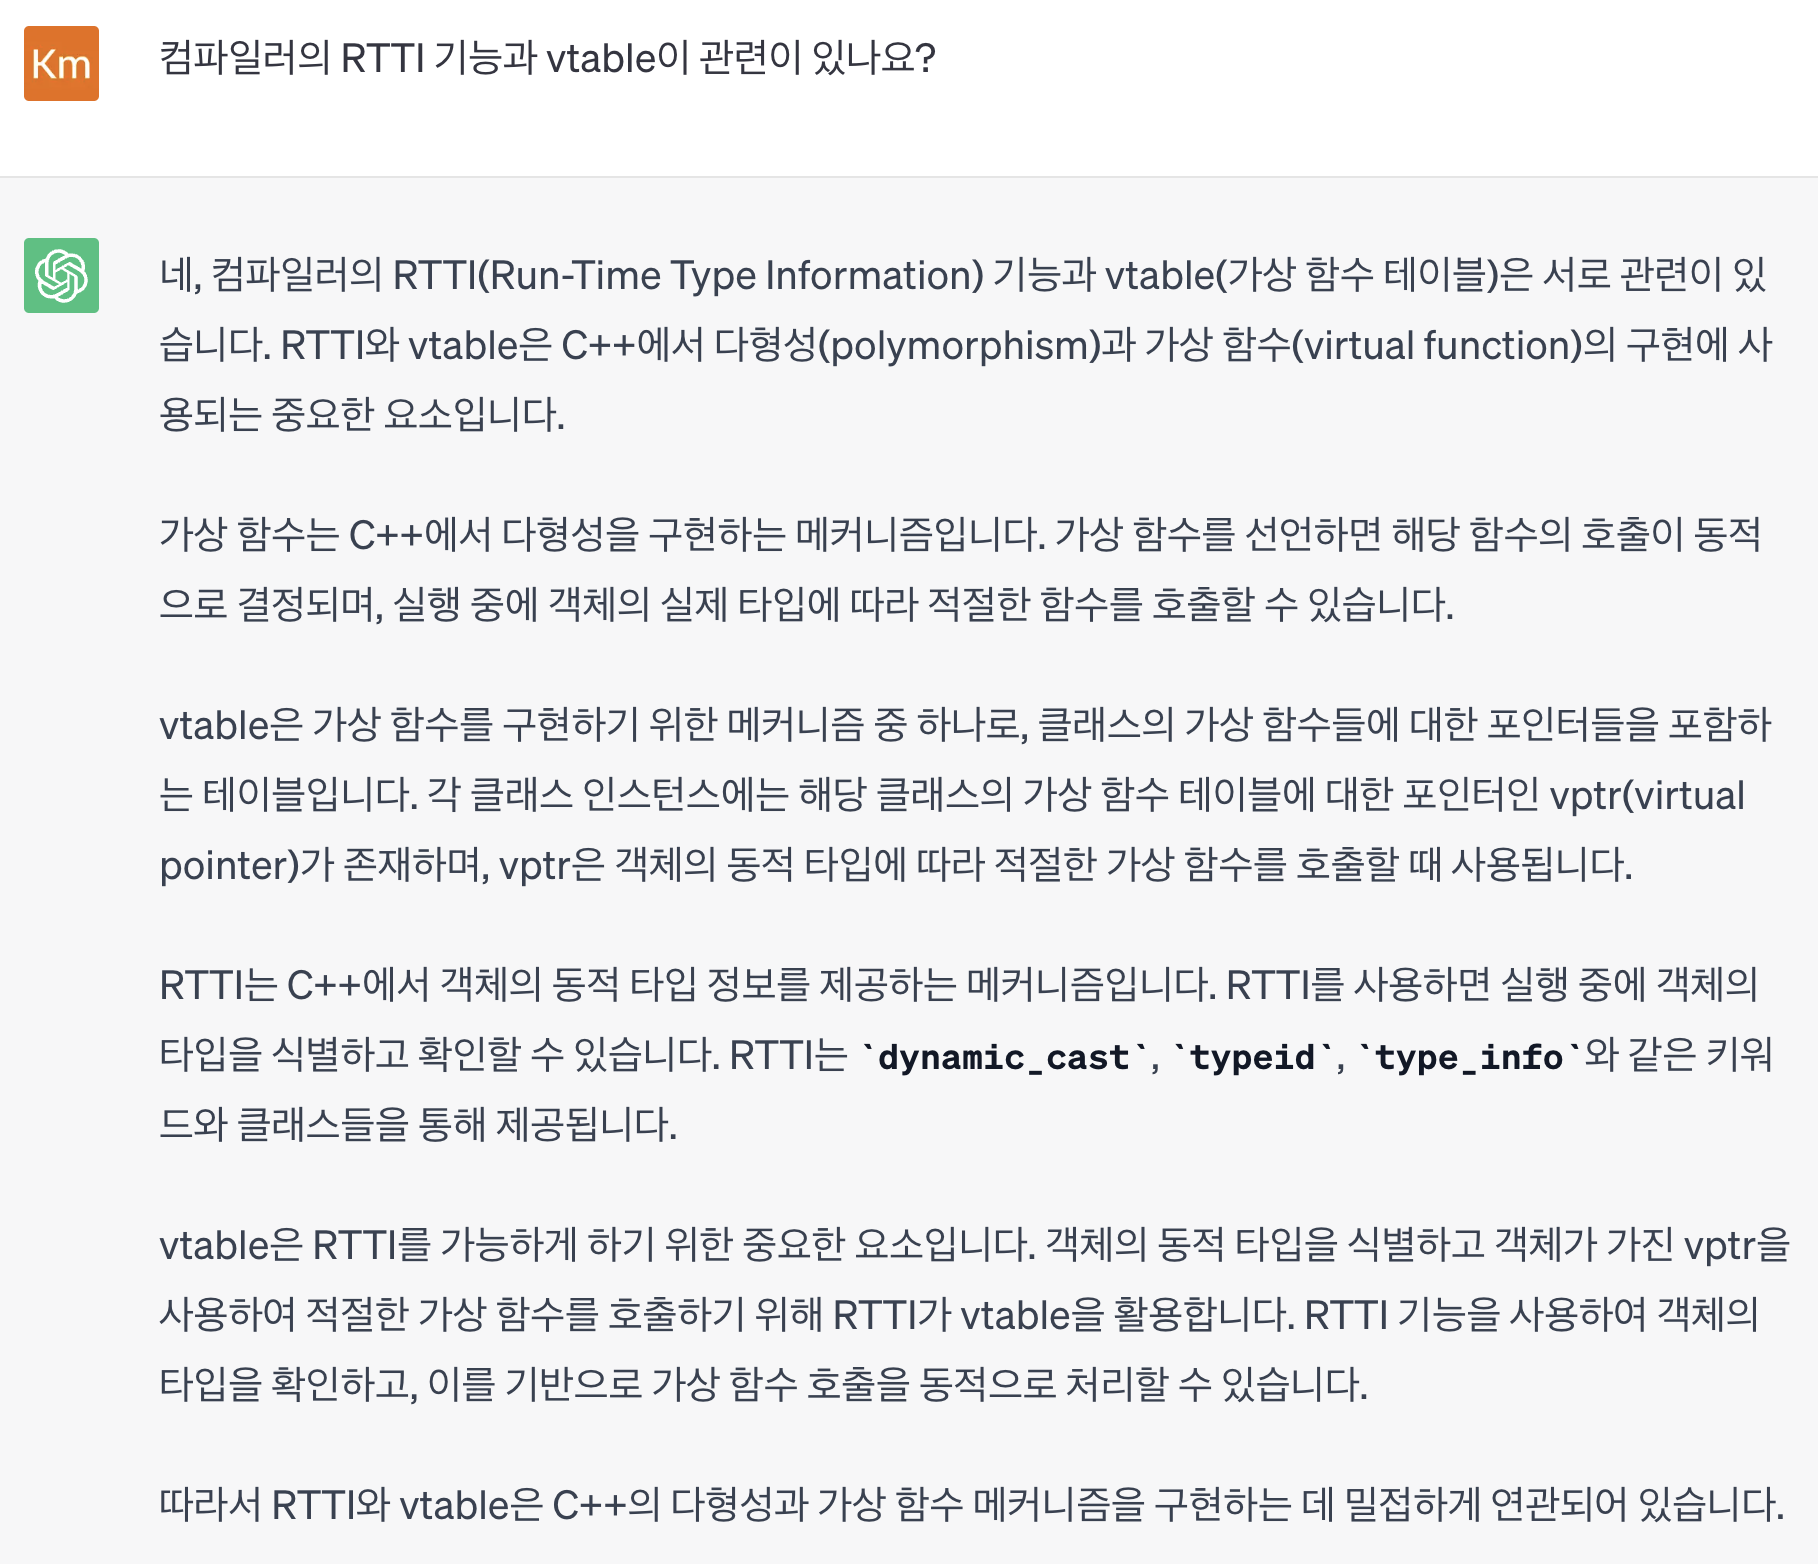 Km
컴파일러의 RTTI 기능과 vtable이 관련이 있나요?
네, 컴파일러의 RTTI(Run-Time Type Information) 기능과 vtable(가상 함수 테이블)은 서로 관련이 있
습니다. RTTI와 vtable은 C++에서 다형성(polymorphism)과 가상 함수(virtual function)의 구현에 사
용되는 중요한 요소입니다.
가상 함수는 C++에서 다형성을 구현하는 메커니즘입니다. 가상 함수를 선언하면 해당 함수의 호출이 동적
으로 결정되며, 실행 중에 객체의 실제 타입에 따라 적절한 함수를 호출할 수 있습니다.
vtable은 가상 함수를 구현하기 위한 메커니즘 중 하나로, 클래스의 가상 함수들에 대한 포인터들을 포함하
는 테이블입니다. 각 클래스 인스턴스에는 해당 클래스의 가상 함수 테이블에 대한 포인터인 vptr(virtual
pointer)가 존재하며, vptr은 객체의 동적 타입에 따라 적절한 가상 함수를 호출할 때 사용됩니다.
RTTI는 C++에서 객체의 동적 타입 정보를 제공하는 메커니즘입니다. RTTI를 사용하면 실행 중에 객체의
타입을 식별하고 확인할 수 있습니다. RTTI는 `dynamic_cast`, `typeid`, `type_info`와 같은 키워
드와 클래스들을 통해 제공됩니다.
vtable은 RTTI를 가능하게 하기 위한 중요한 요소입니다. 객체의 동적 타입을 식별하고 객체가 가진 vptr을
사용하여 적절한 가상 함수를 호출하기 위해 RTTI가 vtable을 활용합니다. RTTI 기능을 사용하여 객체의
타입을 확인하고, 이를 기반으로 가상 함수 호출을 동적으로 처리할 수 있습니다.
따라서 RTTI와 vtable은 C++의 다형성과 가상 함수 메커니즘을 구현하는 데 밀접하게 연관되어 있습니다.